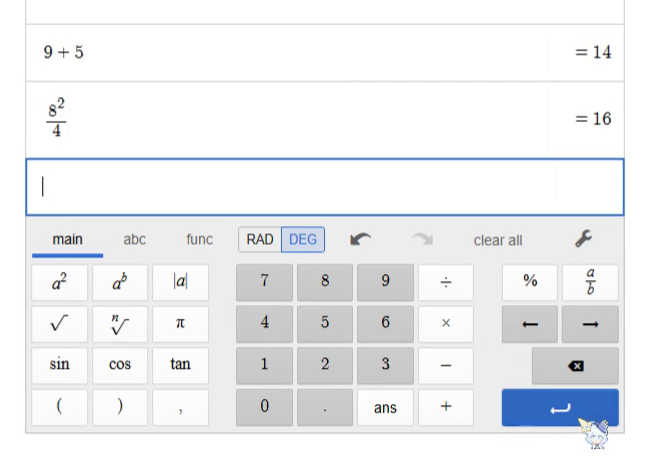 9 + 5 = 14
8²/4 = 16
main abc func RAD DEG clear all
a² aᵇ |a| 7 8 9 ÷ % a/b
√ ⁿ√ π 4 5 6 × ← →
sin cos tan 1 2 3 −
( ) , 0 . ans +